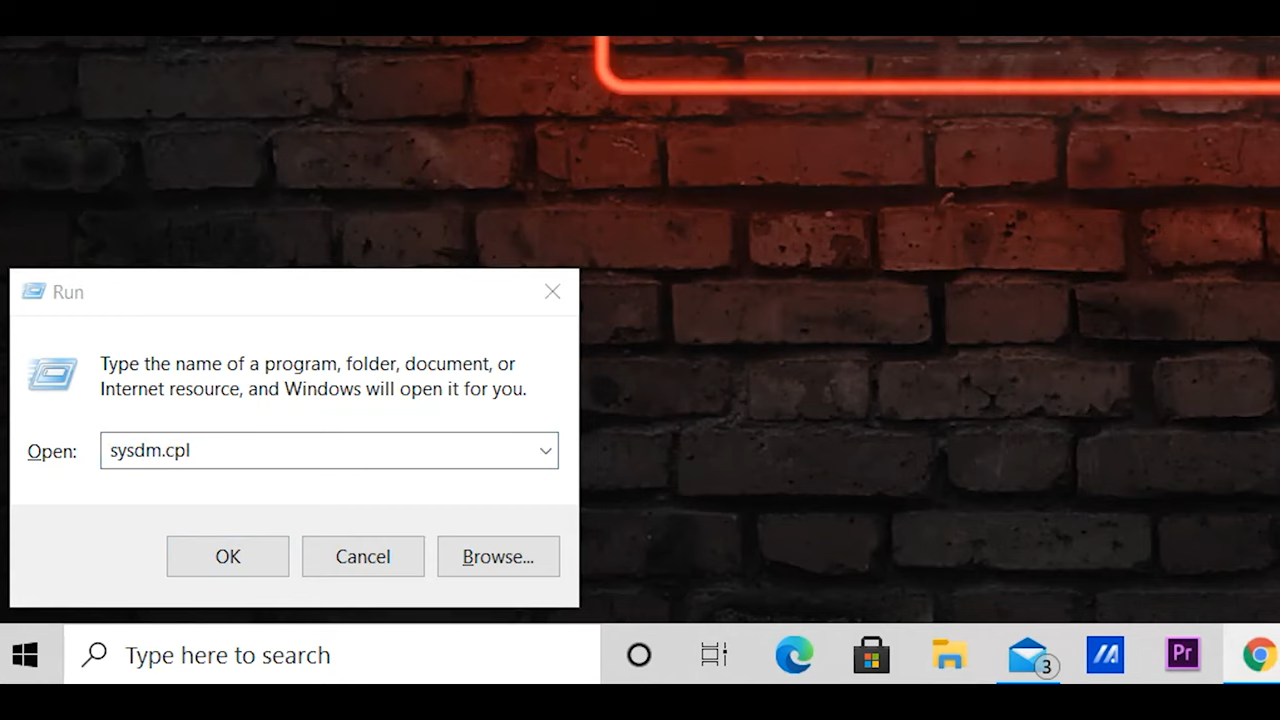 Run
Type the name of a program, folder, document, or
Internet resource, and Windows will open it for you.
Open: sysdm.cpl
OK Cancel Browse...
Type here to search
3
Pr